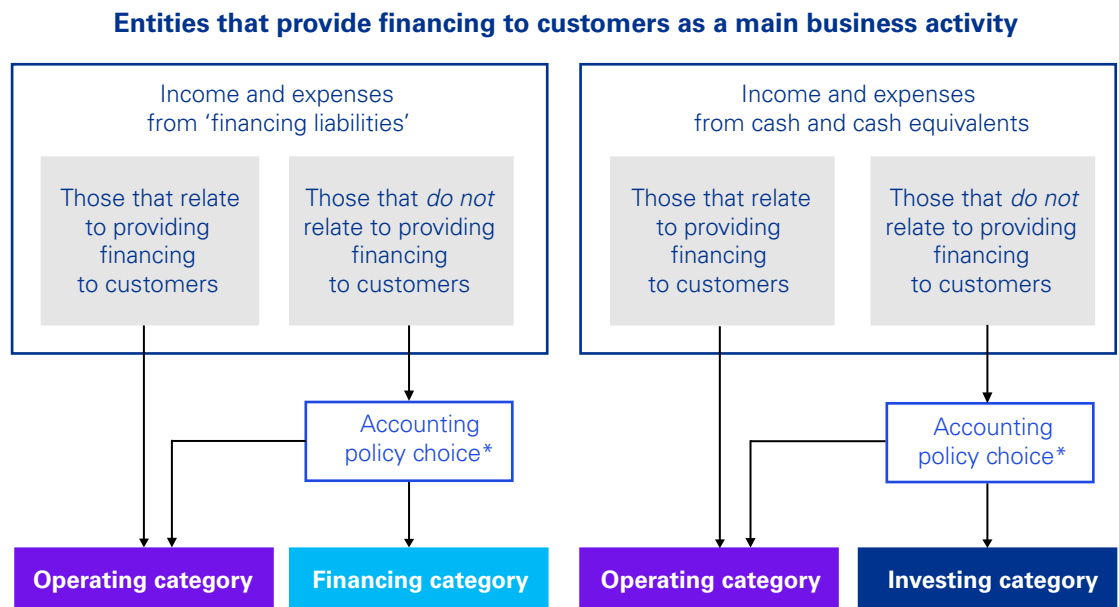 Entities that provide financing to customers as a main business activity
Income and expenses
from ‘financing liabilities’
Those that relate
to providing
financing
to customers
Those that do not
relate to providing
financing
to customers
Accounting
policy choice*
Operating category
Financing category
Income and expenses
from cash and cash equivalents
Those that relate
to providing
financing
to customers
Those that do not
relate to providing
financing
to customers
Accounting
policy choice*
Operating category
Investing category